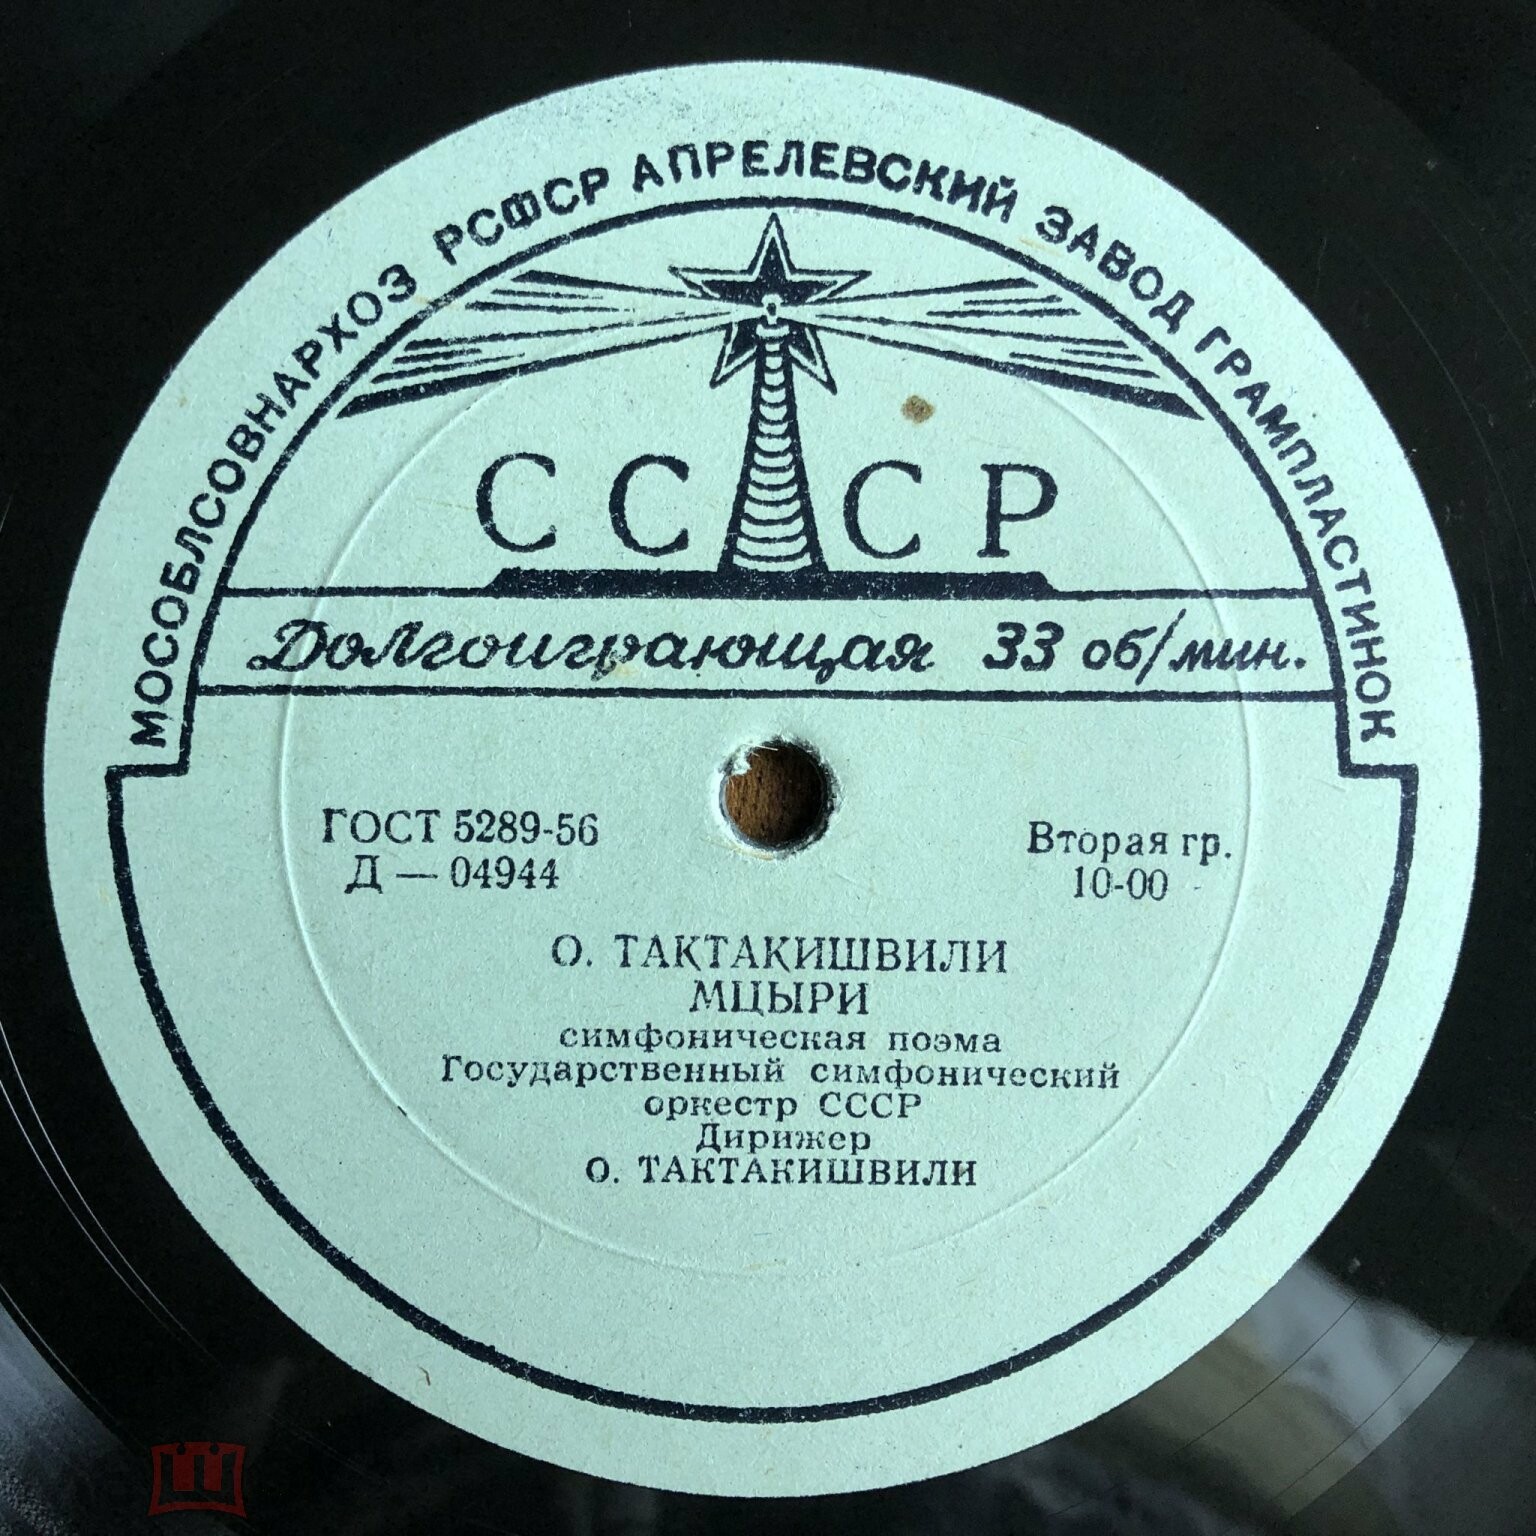 МОСОБЛСОВНАРХОЗ РСФСР АПРЕЛЕВСКИЙ ЗАВОД ГРАМПЛАСТИНОК
СССР
Долгоиграющая 33 об/мин.
ГОСТ 5289-56
Д — 04944
Вторая гр.
10-00
О. ТАКТАКИШВИЛИ
МЦЫРИ
симфоническая поэма
Государственный симфонический
оркестр СССР
Дирижер
О. ТАКТАКИШВИЛИ